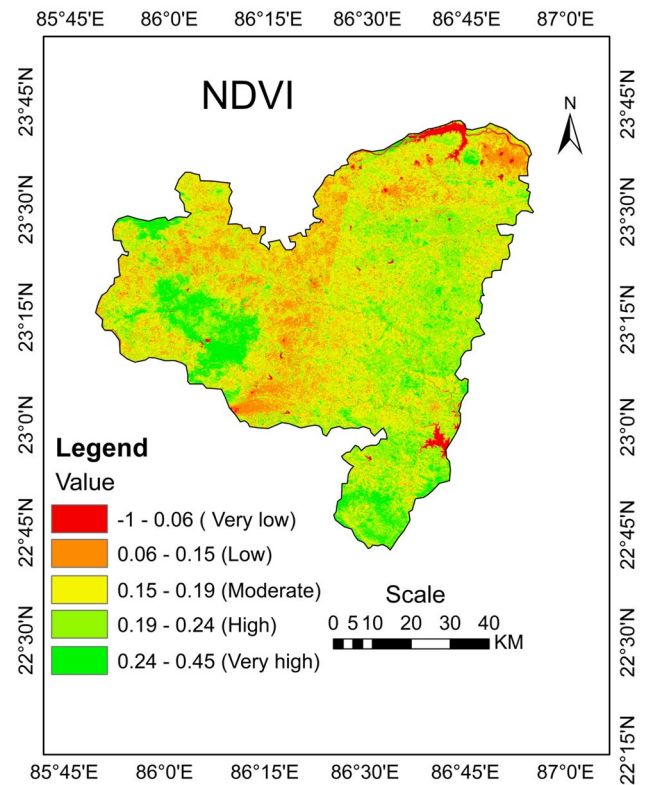 85°45'E 86°0'E 86°15'E 86°30'E 86°45'E 87°0'E
NDVI
N
23°45'N
23°30'N
23°15'N
23°0'N
22°45'N
22°30'N
23°45'N
23°30'N
23°15'N
23°0'N
22°45'N
22°30'N
22°15'N
Legend
Value
-1 - 0.06 ( Very low)
0.06 - 0.15 (Low)
0.15 - 0.19 (Moderate)
0.19 - 0.24 (High)
0.24 - 0.45 (Very high)
Scale
0 5 10 20 30 40
KM
85°45'E 86°0'E 86°15'E 86°30'E 86°45'E 87°0'E